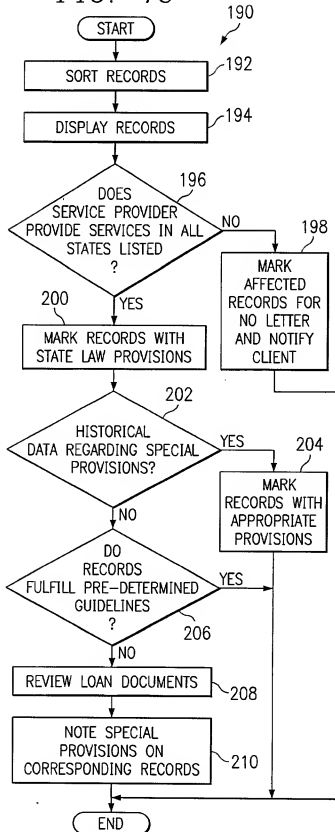 START
190
SORT RECORDS
192
DISPLAY RECORDS
194
DOES
SERVICE PROVIDER
PROVIDE SERVICES IN ALL
STATES LISTED
?
196
NO
198
MARK
AFFECTED
RECORDS FOR
NO LETTER
AND NOTIFY
CLIENT
YES
200
MARK RECORDS WITH
STATE LAW PROVISIONS
202
HISTORICAL
DATA REGARDING SPECIAL
PROVISIONS?
YES
204
MARK
RECORDS WITH
APPROPRIATE
PROVISIONS
NO
DO
RECORDS
FULFILL PRE-DETERMINED
GUIDELINES
?
YES
206
NO
REVIEW LOAN DOCUMENTS
208
NOTE SPECIAL
PROVISIONS ON
CORRESPONDING RECORDS
210
END